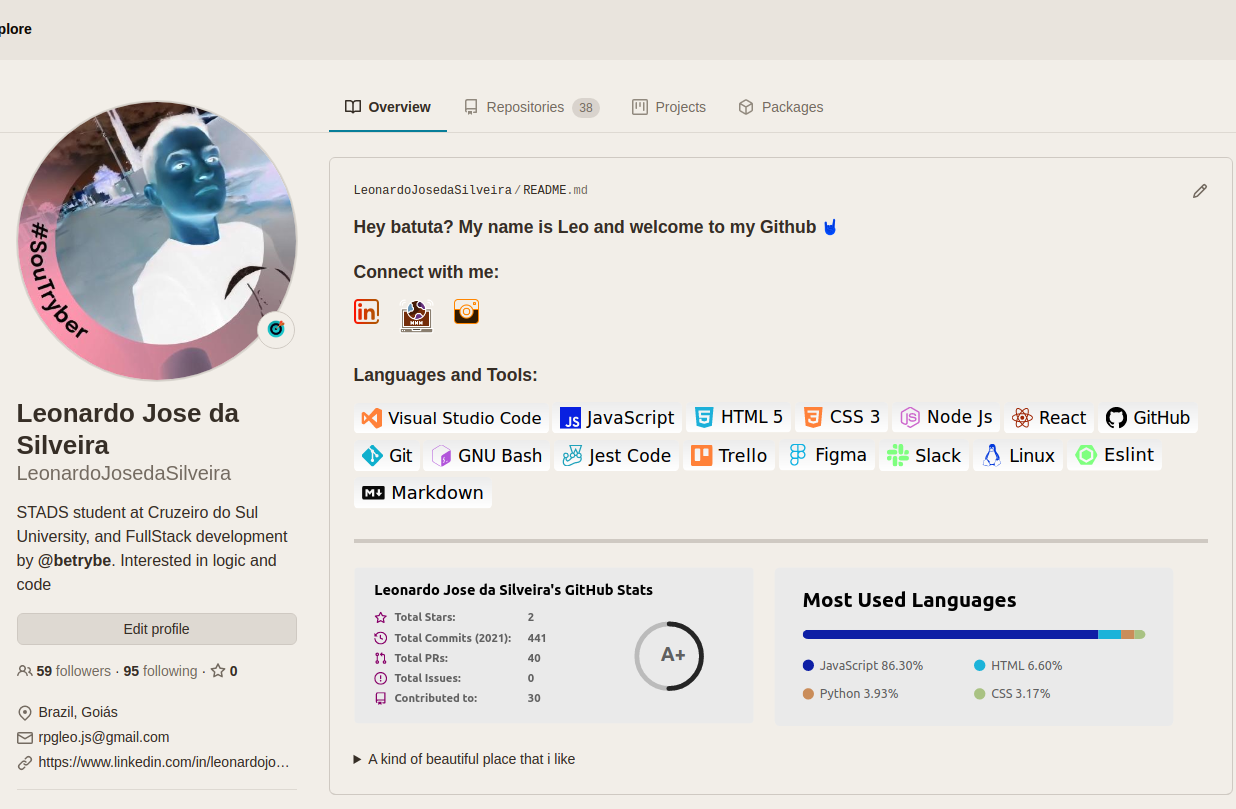 plore
Overview
Repositories 38
Projects
Packages
#SouTryber
Leonardo Jose da
Silveira
LeonardoJosedaSilveira
STADS student at Cruzeiro do Sul
University, and FullStack development
by @betrybe. Interested in logic and
code
Edit profile
59 followers · 95 following · 0
Brazil, Goiás
rpgleo.js@gmail.com
https://www.linkedin.com/in/leonardojo…
LeonardoJosedaSilveira/README.md
Hey batuta? My name is Leo and welcome to my Github 🤘
Connect with me:
in
Languages and Tools:
Visual Studio Code JS JavaScript HTML 5 CSS 3 Node Js React GitHub
Git GNU Bash Jest Code Trello Figma Slack Linux Eslint
Markdown
Leonardo Jose da Silveira's GitHub Stats
Total Stars: 2
Total Commits (2021): 441
Total PRs: 40
Total Issues: 0
Contributed to: 30
A+
Most Used Languages
JavaScript 86.30% HTML 6.60%
Python 3.93% CSS 3.17%
A kind of beautiful place that i like